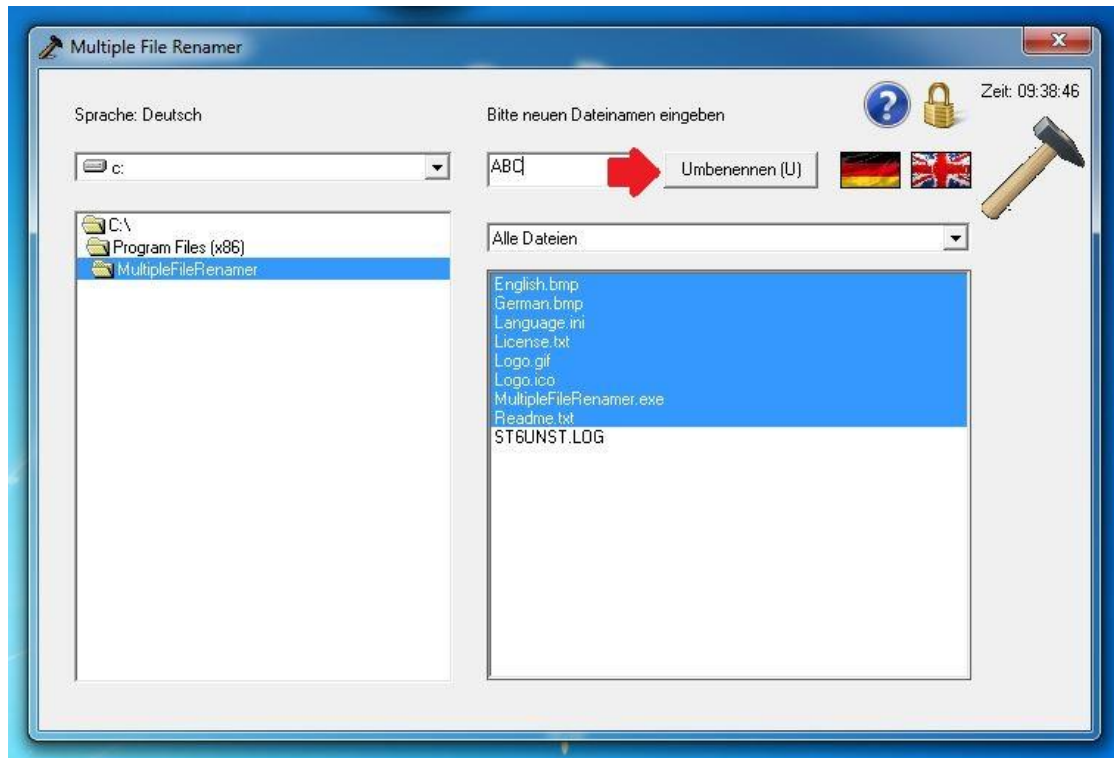 Multiple File Renamer
Zeit: 09:38:46
Sprache: Deutsch
Bitte neuen Dateinamen eingeben
c:
ABC
Umbenennen (U)
Alle Dateien
C:\
Program Files (x86)
MultipleFileRenamer
English.bmp
German.bmp
Language.ini
License.txt
Logo.gif
Logo.ico
MultipleFileRenamer.exe
Readme.txt
ST6UNST.LOG